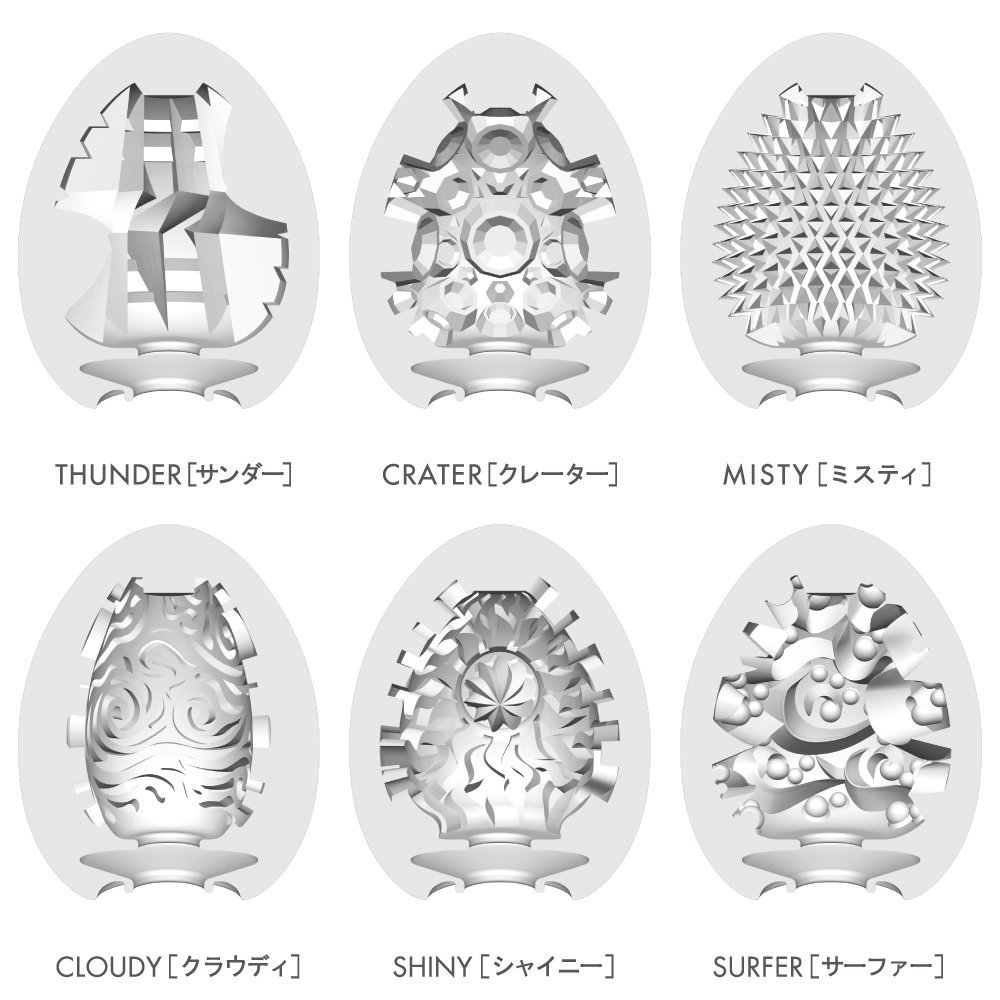 THUNDER［サンダー］
CRATER［クレーター］
MISTY［ミスティ］
CLOUDY［クラウディ］
SHINY［シャイニー］
SURFER［サーファー］